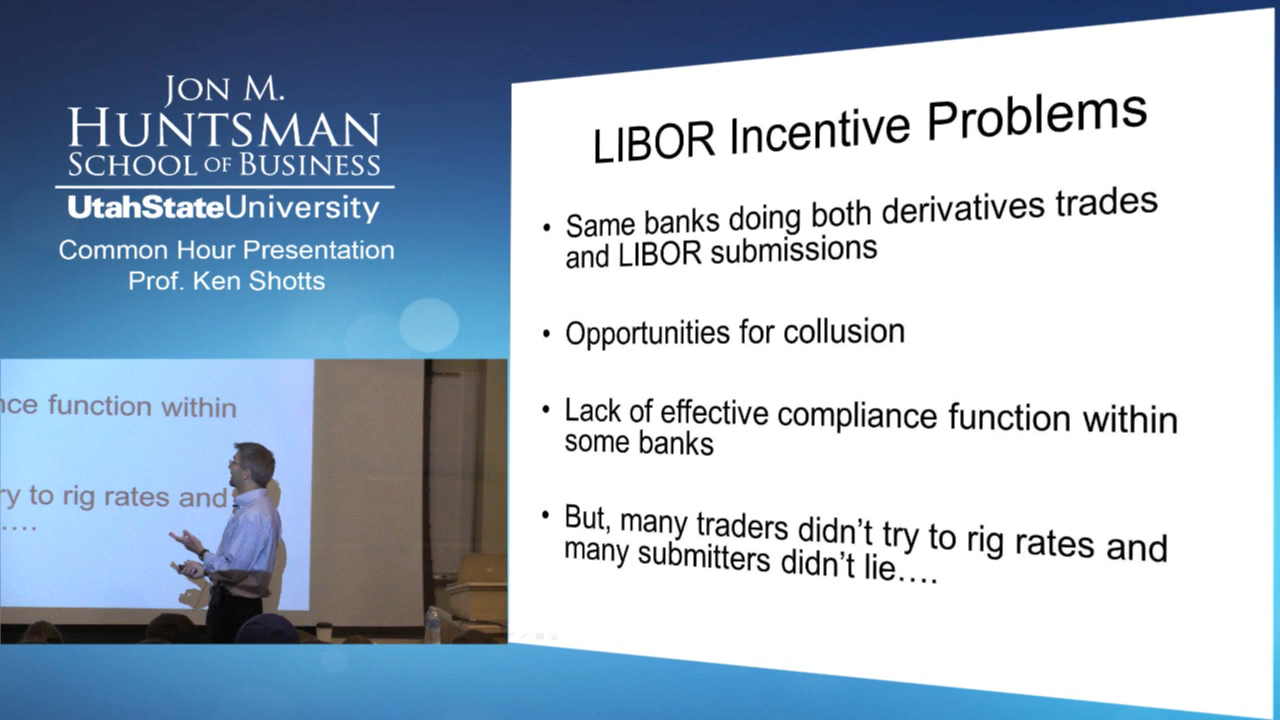 JON M.
HUNTSMAN
SCHOOL OF BUSINESS
UtahStateUniversity
Common Hour Presentation
Prof. Ken Shotts
nce function within
ry to rig rates and
....
LIBOR Incentive Problems
• Same banks doing both derivatives trades
and LIBOR submissions
• Opportunities for collusion
• Lack of effective compliance function within
some banks
• But, many traders didn't try to rig rates and
many submitters didn't lie....